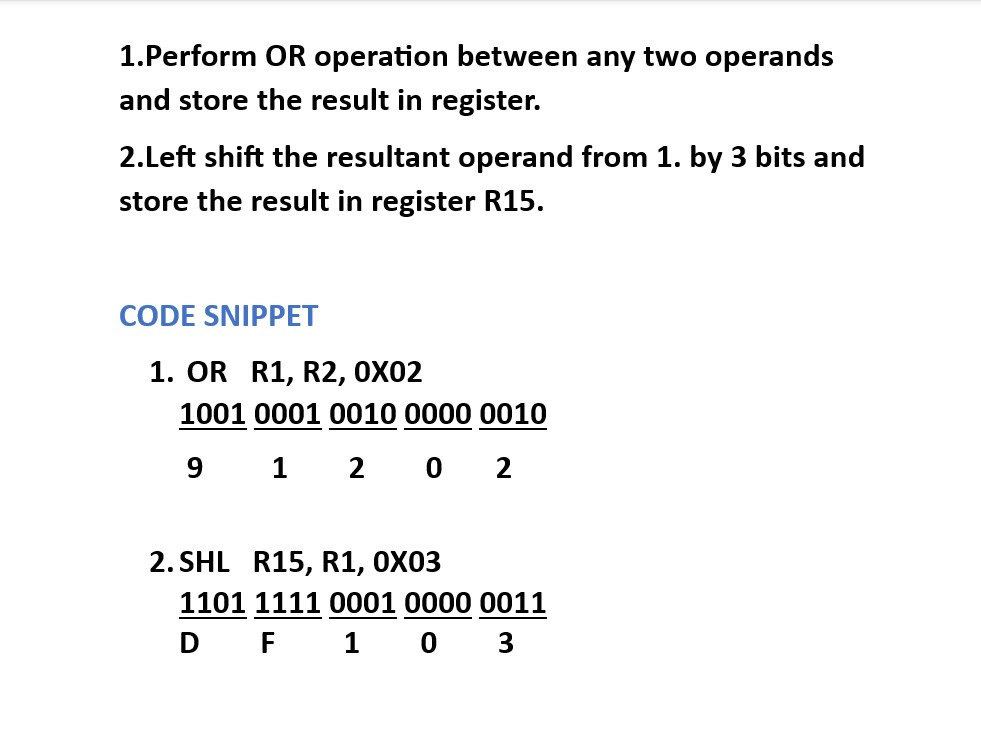 1.Perform OR operation between any two operands
and store the result in register.
2.Left shift the resultant operand from 1. by 3 bits and
store the result in register R15.
CODE SNIPPET
1. OR R1, R2, 0X02
1001 0001 0010 0000 0010
9 1 2 0 2
2. SHL R15, R1, 0X03
1101 1111 0001 0000 0011
D F 1 0 3